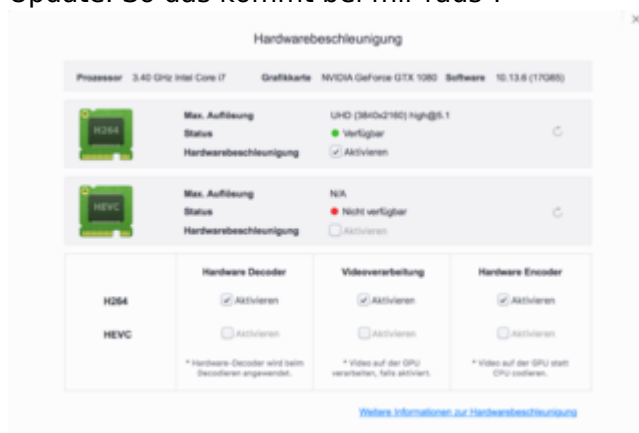 Update: So das kommt bei mir raus :
Hardwarebeschleunigung
Prozessor 3.40 GHz Intel Core i7 Grafikkarte NVIDIA GeForce GTX 1080 Software 10.13.6 (17G65)
H264
Max. Auflösung UHD (3840x2160) high@5.1
Status Verfügbar
Hardwarebeschleunigung Aktivieren
HEVC
Max. Auflösung N/A
Status Nicht verfügbar
Hardwarebeschleunigung Aktivieren
Hardware Decoder Videoverarbeitung Hardware Encoder
H264 Aktivieren Aktivieren Aktivieren
HEVC Aktivieren Aktivieren Aktivieren
* Hardware-Decoder wird beim * Video auf der GPU * Video auf der GPU statt
Decodieren angewendet. verarbeiten, falls aktiviert. CPU codieren.
Weitere Informationen zur Hardwarebeschleunigung